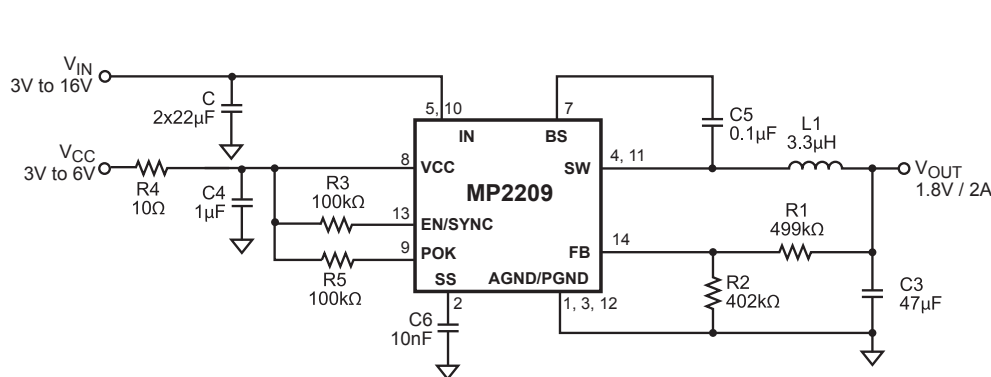 VIN
3V to 16V
C
2x22µF
5, 10
IN
7
BS
C5
0.1µF
L1
3.3µH
VCC
3V to 6V
R4
10Ω
C4
1µF
8
VCC
SW
4, 11
VOUT
1.8V / 2A
MP2209
R3
100kΩ
13
EN/SYNC
R5
100kΩ
9
POK
FB
14
R1
499kΩ
R2
402kΩ
C3
47µF
SS
2
AGND/PGND
1, 3, 12
C6
10nF